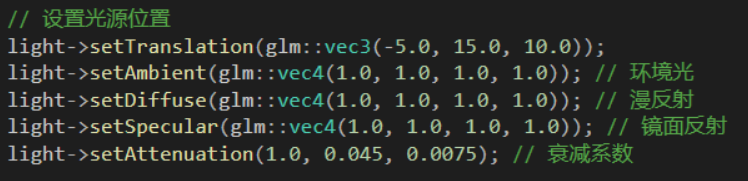 // 设置光源位置
light->setTranslation(glm::vec3(-5.0, 15.0, 10.0));
light->setAmbient(glm::vec4(1.0, 1.0, 1.0, 1.0)); // 环境光
light->setDiffuse(glm::vec4(1.0, 1.0, 1.0, 1.0)); // 漫反射
light->setSpecular(glm::vec4(1.0, 1.0, 1.0, 1.0)); // 镜面反射
light->setAttenuation(1.0, 0.045, 0.0075); // 衰减系数